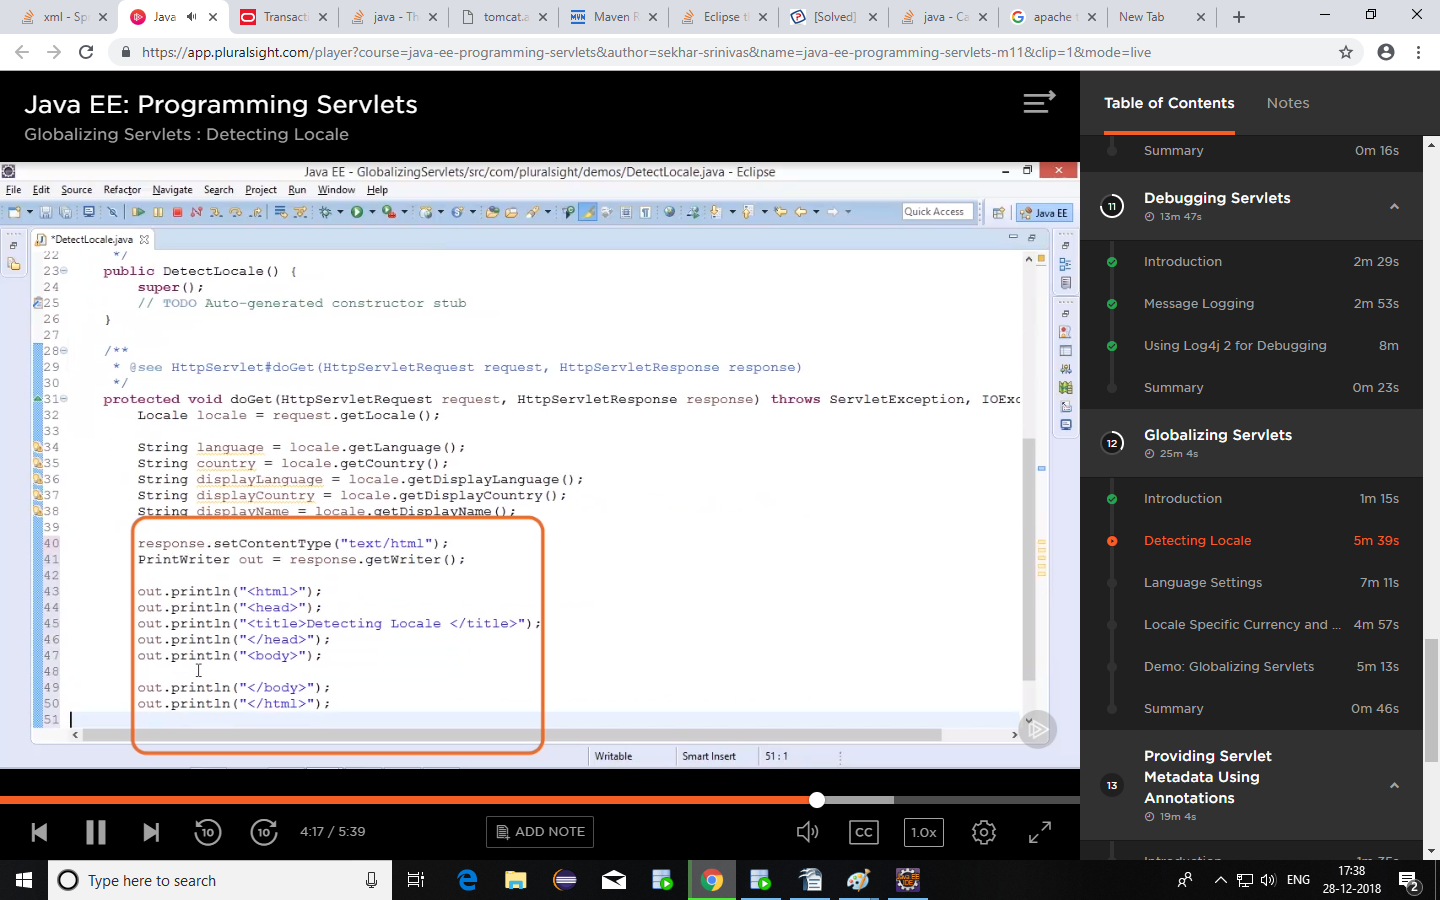 xml - Sp
Java
Transacti
java - Th
tomcat.a
Maven R
Eclipse ti
[Solved]
java - Ca
apache t
New Tab
https://app.pluralsight.com/player?course=java-ee-programming-servlets&author=sekhar-srinivas&name=java-ee-programming-servlets-m11&clip=1&mode=live
Java EE: Programming Servlets
Globalizing Servlets : Detecting Locale
Java EE - GlobalizingServlets/src/com/pluralsight/demos/DetectLocale.java - Eclipse
File Edit Source Refactor Navigate Search Project Run Window Help
Quick Access
Java EE
*DetectLocale.java
22 */
23 public DetectLocale() {
24 super();
25 // TODO Auto-generated constructor stub
26 }
27
28 /**
29 * @see HttpServlet#doGet(HttpServletRequest request, HttpServletResponse response)
30 */
31 protected void doGet(HttpServletRequest request, HttpServletResponse response) throws ServletException, IOExc
32 Locale locale = request.getLocale();
33
34 String language = locale.getLanguage();
35 String country = locale.getCountry();
36 String displayLanguage = locale.getDisplayLanguage();
37 String displayCountry = locale.getDisplayCountry();
38 String displayName = locale.getDisplayName();
39
40 response.setContentType("text/html");
41 PrintWriter out = response.getWriter();
42
43 out.println("<html>");
44 out.println("<head>");
45 out.println("<title>Detecting Locale </title>");
46 out.println("</head>");
47 out.println("<body>");
48
49 out.println("</body>");
50 out.println("</html>");
51
Writable
Smart Insert
51 : 1
10
10
4:17 / 5:39
ADD NOTE
CC
1.0x
Table of Contents
Notes
Summary 0m 16s
11
Debugging Servlets
13m 47s
Introduction 2m 29s
Message Logging 2m 53s
Using Log4j 2 for Debugging 8m
Summary 0m 23s
12
Globalizing Servlets
25m 4s
Introduction 1m 15s
Detecting Locale 5m 39s
Language Settings 7m 11s
Locale Specific Currency and ... 4m 57s
Demo: Globalizing Servlets 5m 13s
Summary 0m 46s
13
Providing Servlet
Metadata Using
Annotations
19m 4s
Type here to search
ENG
17:38
28-12-2018
2